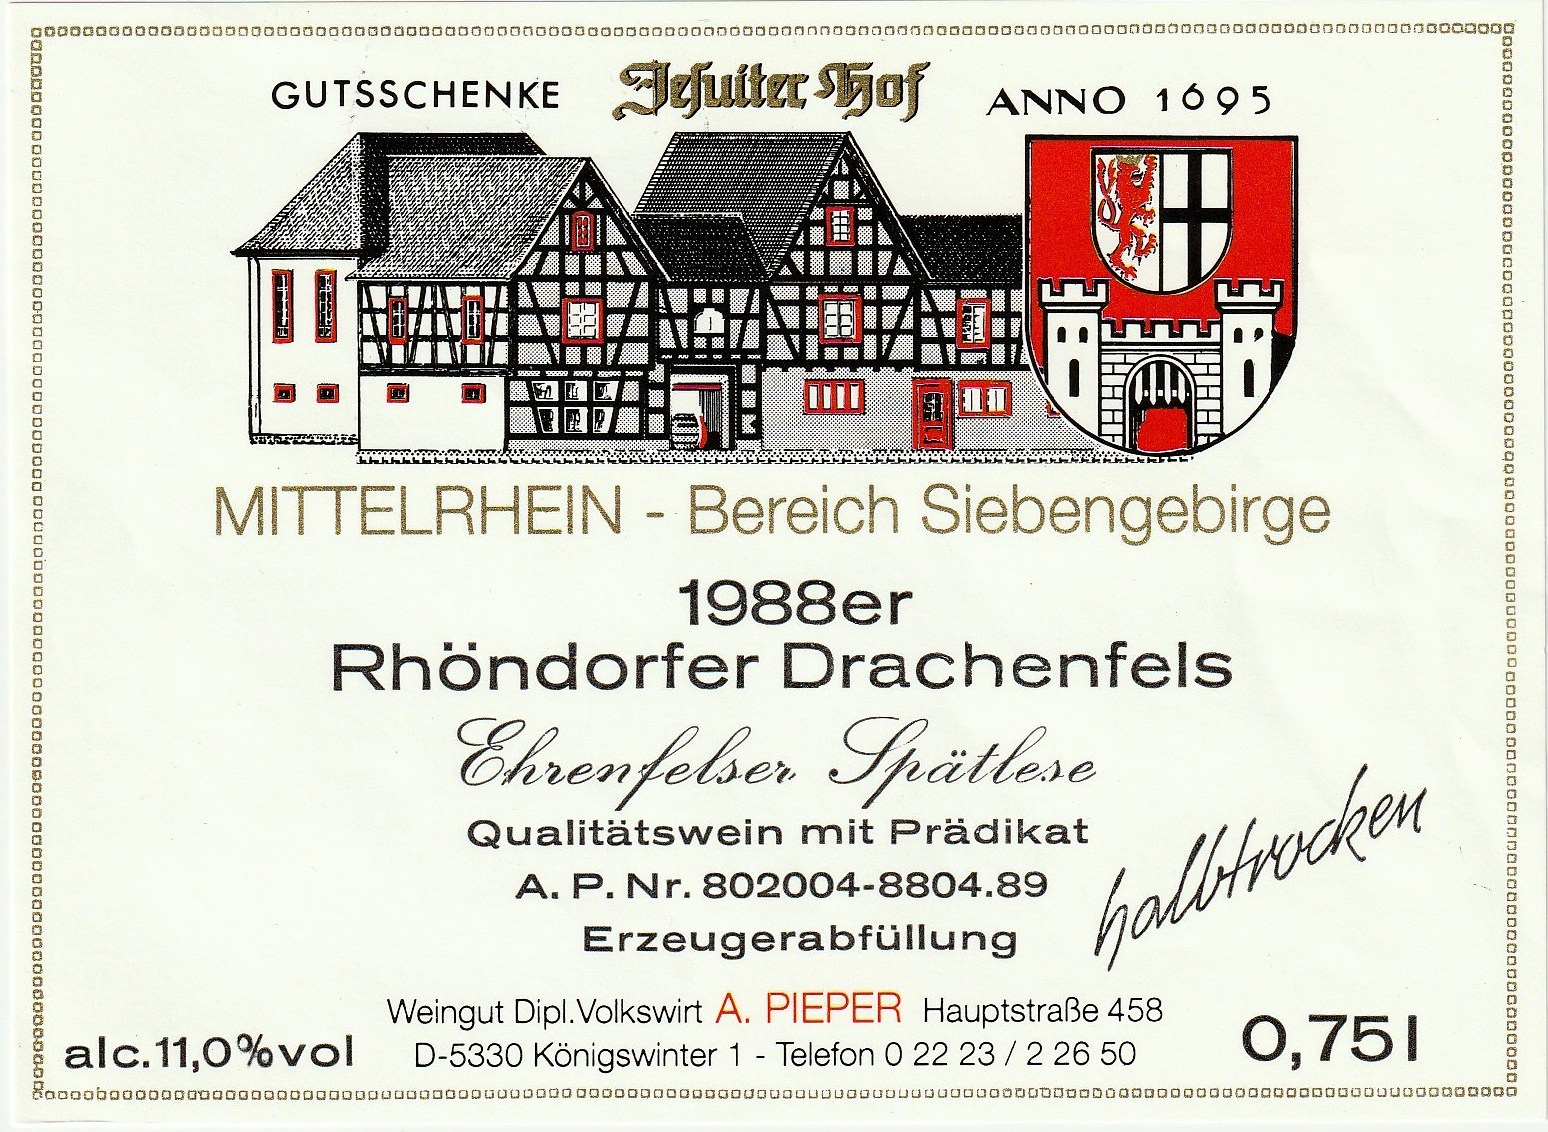 GUTSSCHENKE Jesuiter Hof ANNO 1695
MITTELRHEIN - Bereich Siebengebirge
1988er
Rhöndorfer Drachenfels
Ehrenfelser Spätlese
Qualitätswein mit Prädikat
A. P. Nr. 802004-8804.89
Erzeugerabfüllung
halbtrocken
Weingut Dipl.Volkswirt A. PIEPER Hauptstraße 458
alc.11,0%vol D-5330 Königswinter 1 - Telefon 0 22 23 / 2 26 50 0,75l